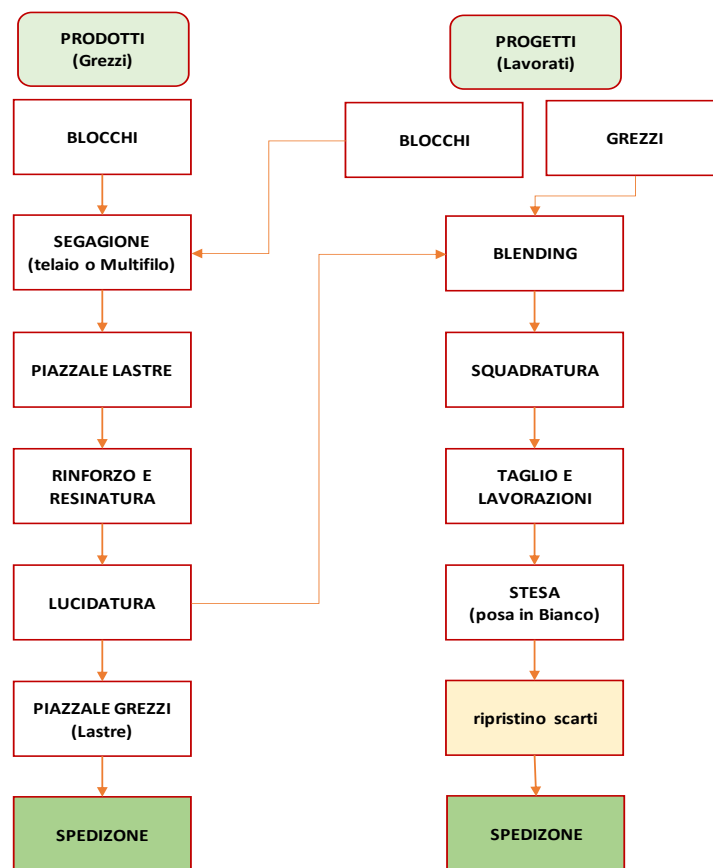 PRODOTTI
(Grezzi)
BLOCCHI
SEGAGIONE
(telaio o Multifilo)
PIAZZALE LASTRE
RINFORZO E
RESINATURA
LUCIDATURA
PIAZZALE GREZZI
(Lastre)
SPEDIZONE
PROGETTI
(Lavorati)
BLOCCHI
GREZZI
BLENDING
SQUADRATURA
TAGLIO E
LAVORAZIONI
STESA
(posa in Bianco)
ripristino scarti
SPEDIZONE